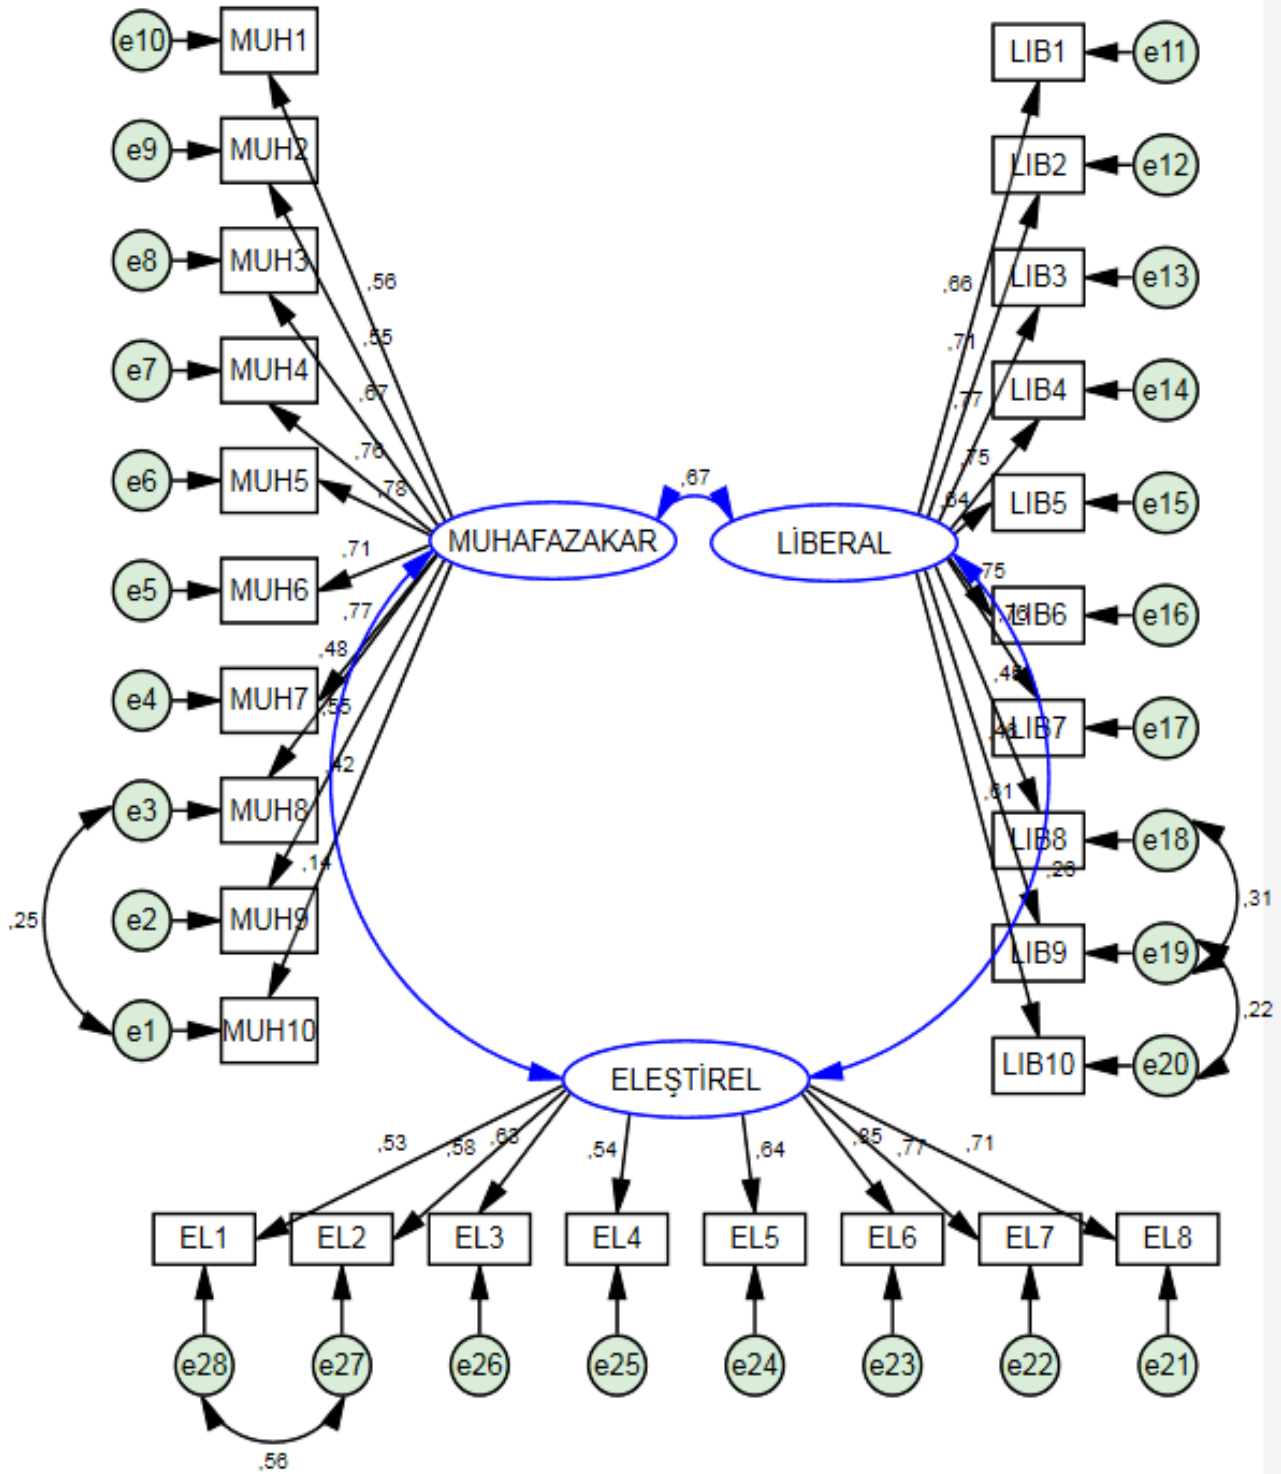 e10 MUH1 LIB1 e11
e9 MUH2 LIB2 e12
e8 MUH3 LIB3 e13
,56 ,66
,55 ,71
e7 MUH4 LIB4 e14
,67 ,77
,76 ,75
e6 MUH5 ,78 ,67 ,64 LIB5 e15
MUHAFAZAKAR LİBERAL
,71 ,75
e5 MUH6 LIB6 e16
,77
,48
e4 MUH7 ,55 LIB7 e17
,42 ,61
e3 MUH8 LIB8 e18
,14
,25 e2 MUH9 ,31
LIB9 e19
,22
e1 MUH10 LIB10 e20
ELEŞTİREL
,53 ,58 ,63 ,54 ,64 ,77 ,71
EL1 EL2 EL3 EL4 EL5 EL6 EL7 EL8
e28 e27 e26 e25 e24 e23 e22 e21
,56